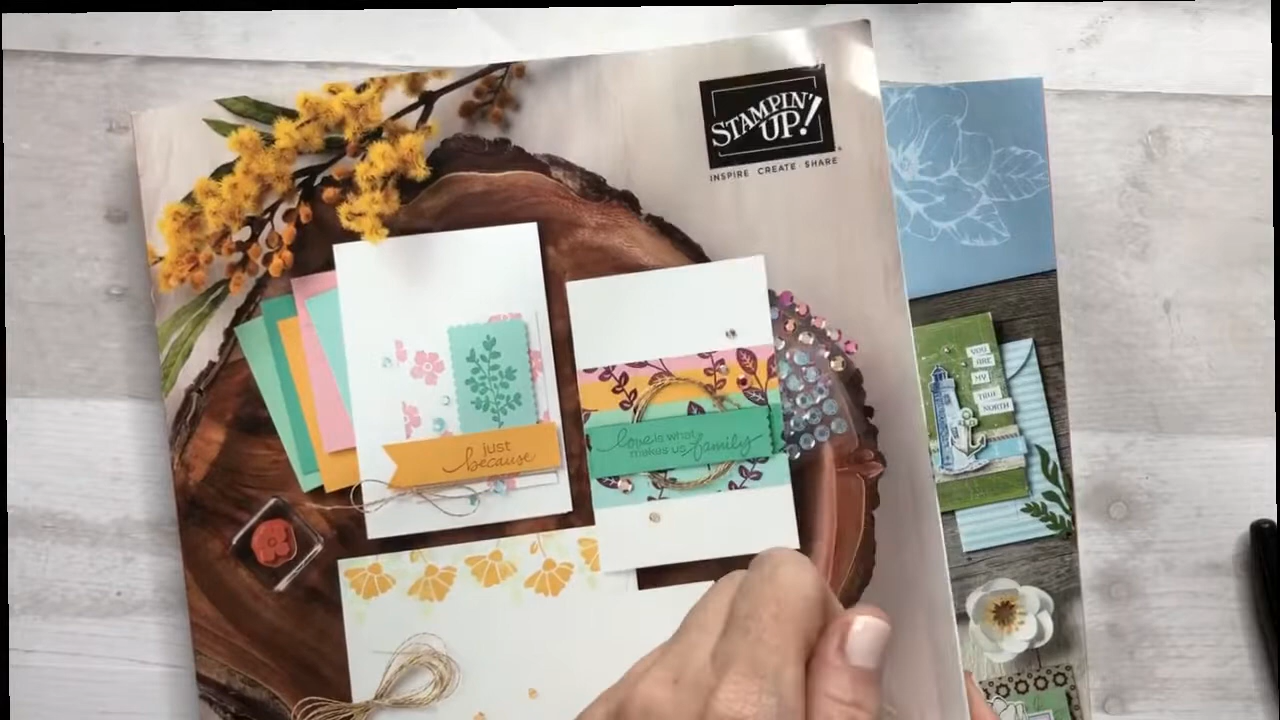 STAMPIN'
UP!
INSPIRE CREATE SHARE
just
because
love is what
makes us family
YOU
ARE
MY
TRUE
NORTH